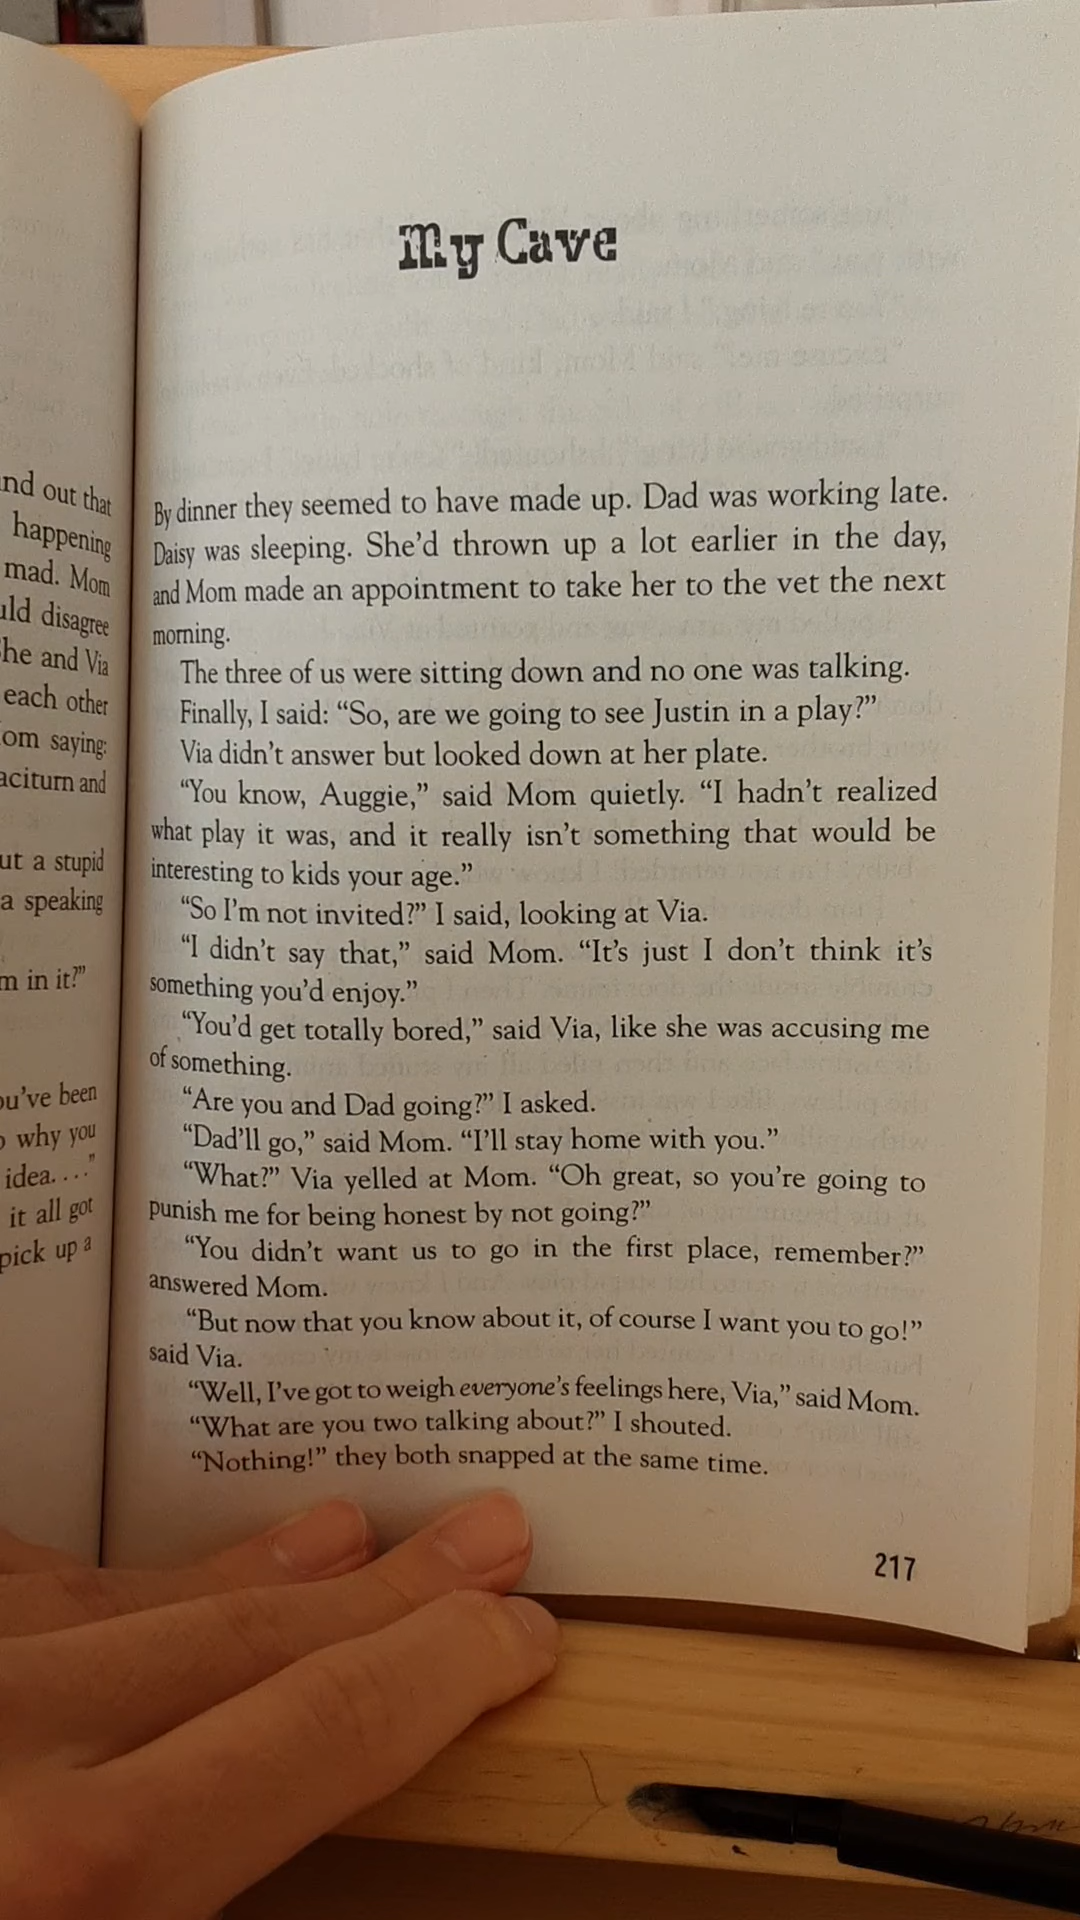 nd out that
happening
mad. Mom
uld disagree
he and Via
each other
om saying:
aciturn and
ut a stupid
a speaking
m in it?"
ou've been
why you
idea. . . ."
it all got
pick up a
My Cave
By dinner they seemed to have made up. Dad was working late.
Daisy was sleeping. She'd thrown up a lot earlier in the day,
and Mom made an appointment to take her to the vet the next
morning.
The three of us were sitting down and no one was talking.
Finally, I said: "So, are we going to see Justin in a play?"
Via didn't answer but looked down at her plate.
"You know, Auggie," said Mom quietly. "I hadn't realized
what play it was, and it really isn't something that would be
interesting to kids your age."
"So I'm not invited?" I said, looking at Via.
"I didn't say that," said Mom. "It's just I don't think it's
something you'd enjoy."
"You'd get totally bored," said Via, like she was accusing me
of something.
"Are you and Dad going?" I asked.
"Dad'll go," said Mom. "I'll stay home with you."
"What?" Via yelled at Mom. "Oh great, so you're going to
punish me for being honest by not going?"
"You didn't want us to go in the first place, remember?"
answered Mom.
"But now that you know about it, of course I want you to go!"
said Via.
"Well, I've got to weigh everyone's feelings here, Via," said Mom.
"What are you two talking about?" I shouted.
"Nothing!" they both snapped at the same time.
217